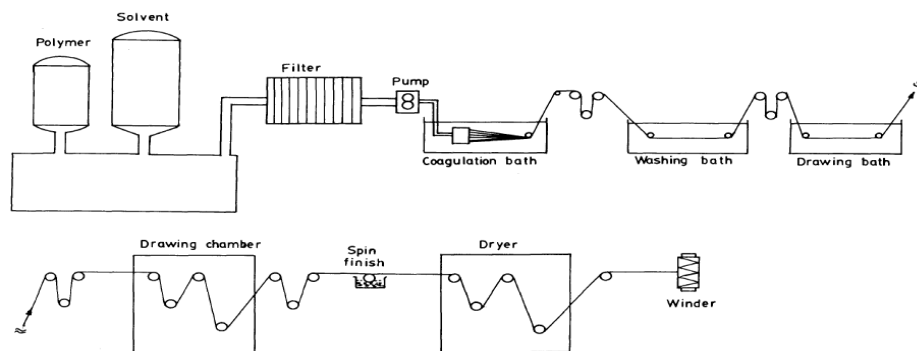 Solvent
Polymer
Filter
Pump
Coagulation bath
Washing bath
Drawing bath
Drawing chamber
Spin
finish
Dryer
Winder